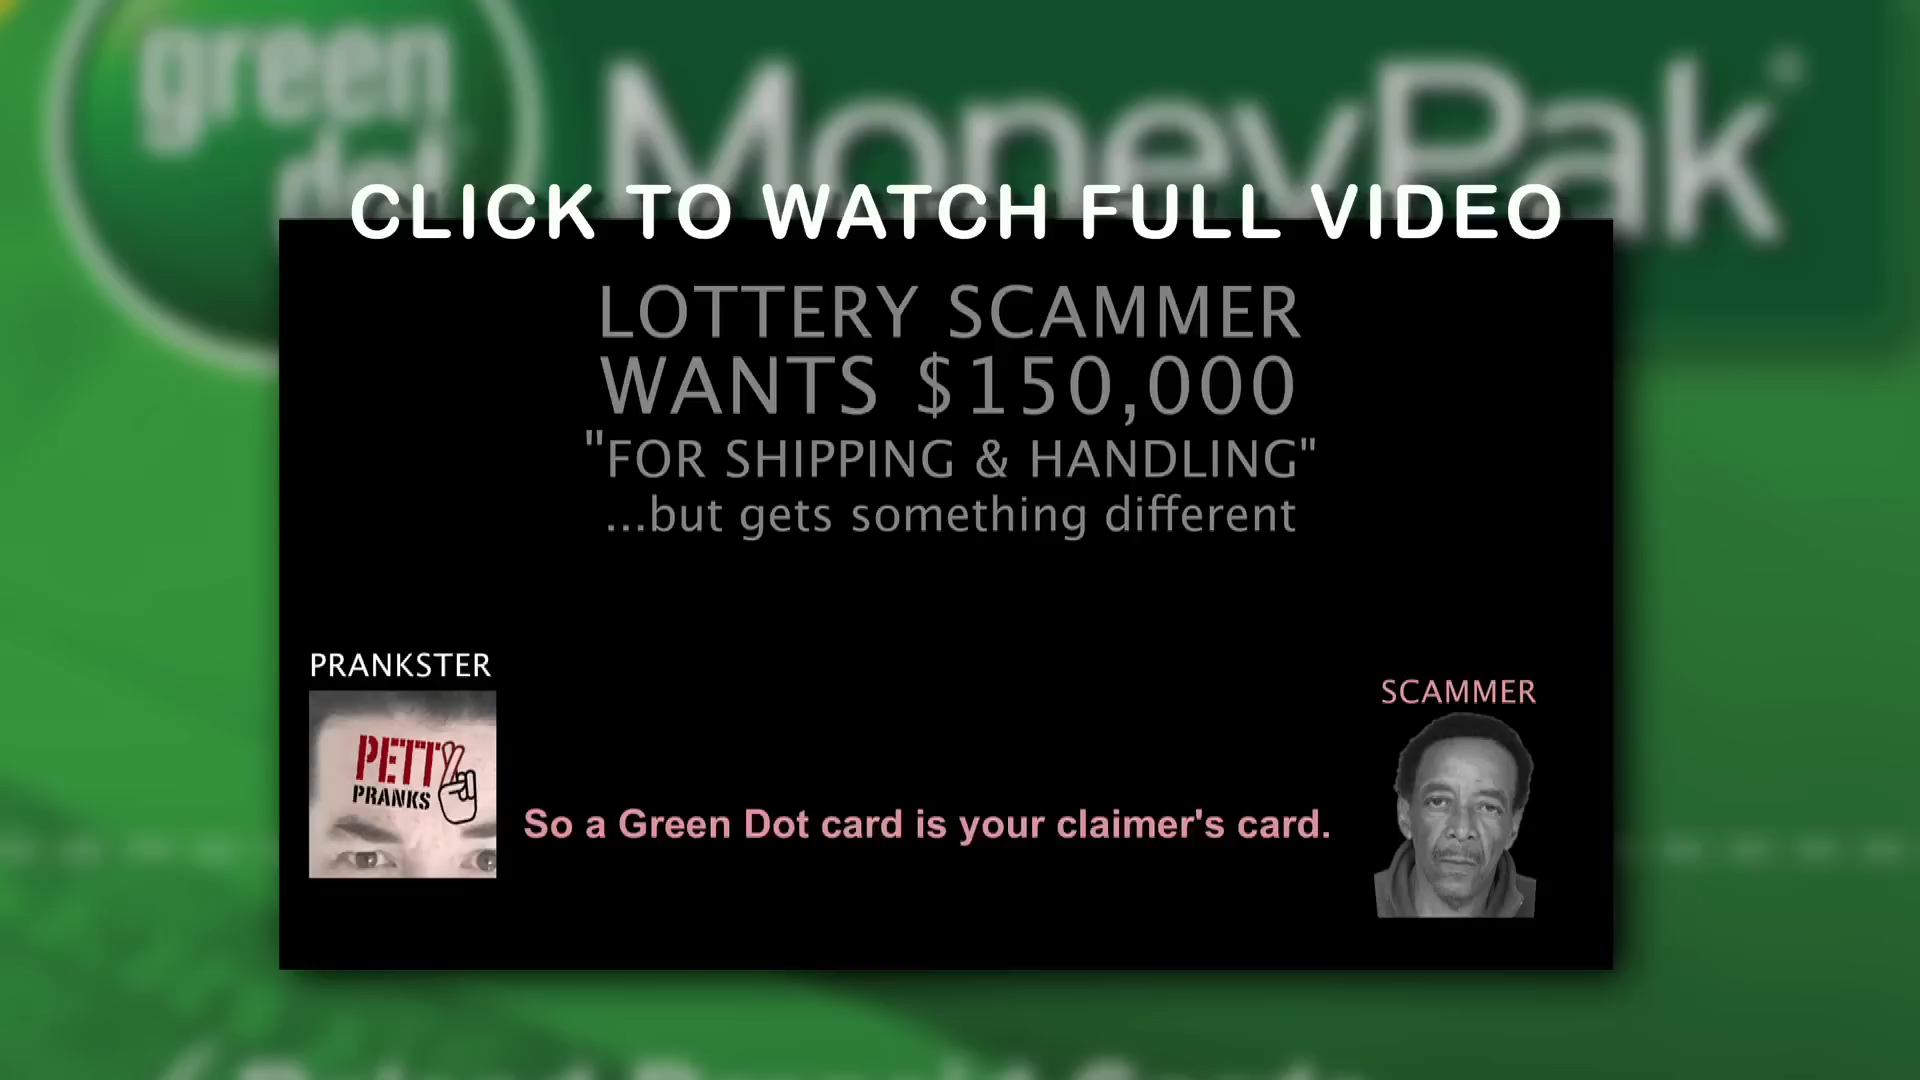 green
dot
MoneyPak
CLICK TO WATCH FULL VIDEO
LOTTERY SCAMMER
WANTS $150,000
"FOR SHIPPING & HANDLING"
...but gets something different
PRANKSTER
SCAMMER
PETTY
PRANKS
So a Green Dot card is your claimer's card.